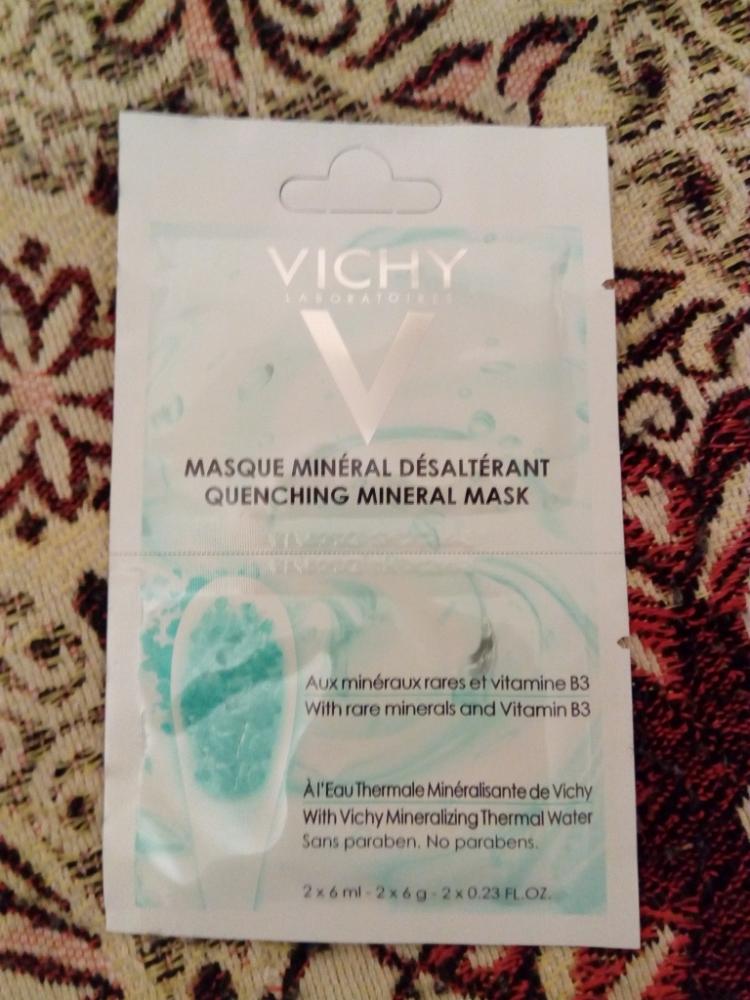 VICHY
LABORATOIRES
V
MASQUE MINÉRAL DÉSALTÉRANT
QUENCHING MINERAL MASK
Aux minéraux rares et vitamine B3
With rare minerals and Vitamin B3
À l'Eau Thermale Minéralisante de Vichy
With Vichy Mineralizing Thermal Water
Sans paraben. No parabens.
2 x 6 ml - 2 x 6 g - 2 x 0.23 FL.OZ.